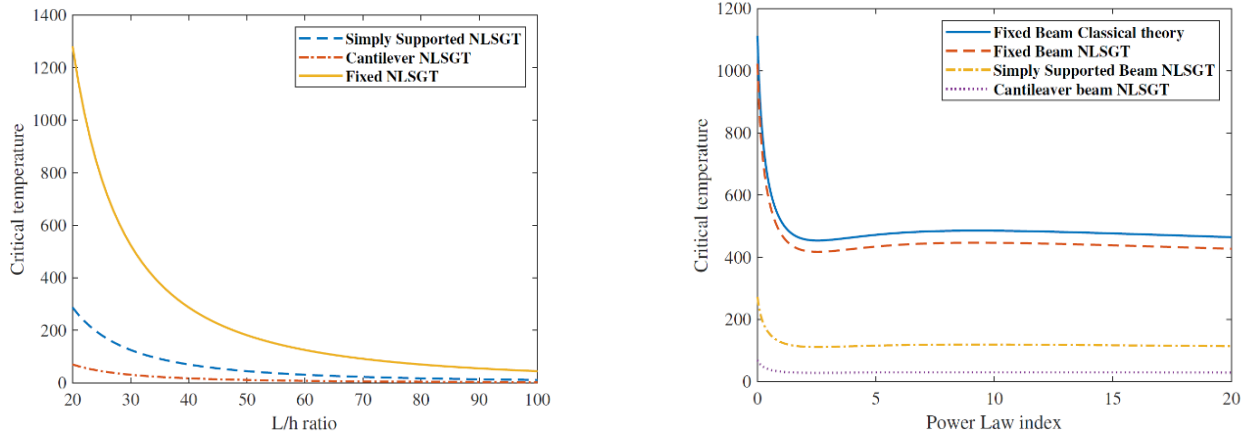 1400
1200
1000
800
600
400
200
0
Critical temperature
20 30 40 50 60 70 80 90 100
L/h ratio
Simply Supported NLSGT
Cantilever NLSGT
Fixed NLSGT
1200
1000
800
600
400
200
0
Critical temperature
0 5 10 15 20
Power Law index
Fixed Beam Classical theory
Fixed Beam NLSGT
Simply Supported Beam NLSGT
Cantileaver beam NLSGT